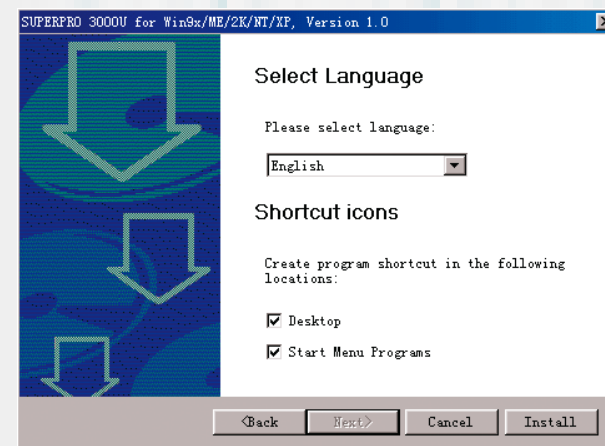 SUPERPRO 3000U for Win9x/ME/2K/NT/XP, Version 1.0
Select Language
Please select language:
English
Shortcut icons
Create program shortcut in the following
locations:
Desktop
Start Menu Programs
<Back
Next>
Cancel
Install